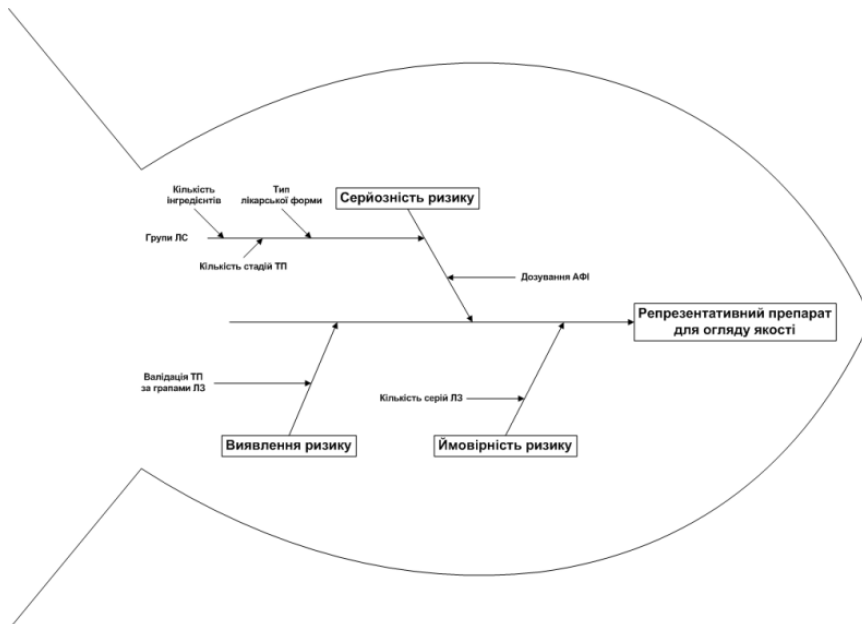 Кількість
інгредієнтів
Тип
лікарської форми
Серйозність ризику
Групи ЛС
Кількість стадій ТП
Дозування АФІ
Репрезентативний препарат
для огляду якості
Валідація ТП
за грапами ЛЗ
Кількість серій ЛЗ
Виявлення ризику
Ймовірність ризику